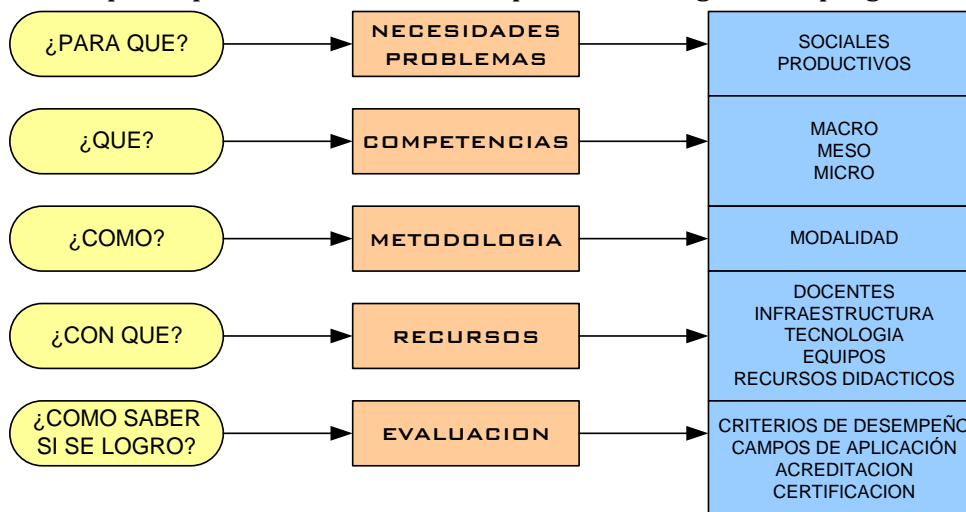 ¿PARA QUE?
NECESIDADES
PROBLEMAS
SOCIALES
PRODUCTIVOS
¿QUE?
COMPETENCIAS
MACRO
MESO
MICRO
¿COMO?
METODOLOGIA
MODALIDAD
¿CON QUE?
RECURSOS
DOCENTES
INFRAESTRUCTURA
TECNOLOGIA
EQUIPOS
RECURSOS DIDACTICOS
¿COMO SABER
SI SE LOGRO?
EVALUACION
CRITERIOS DE DESEMPEÑO
CAMPOS DE APLICACIÓN
ACREDITACION
CERTIFICACION